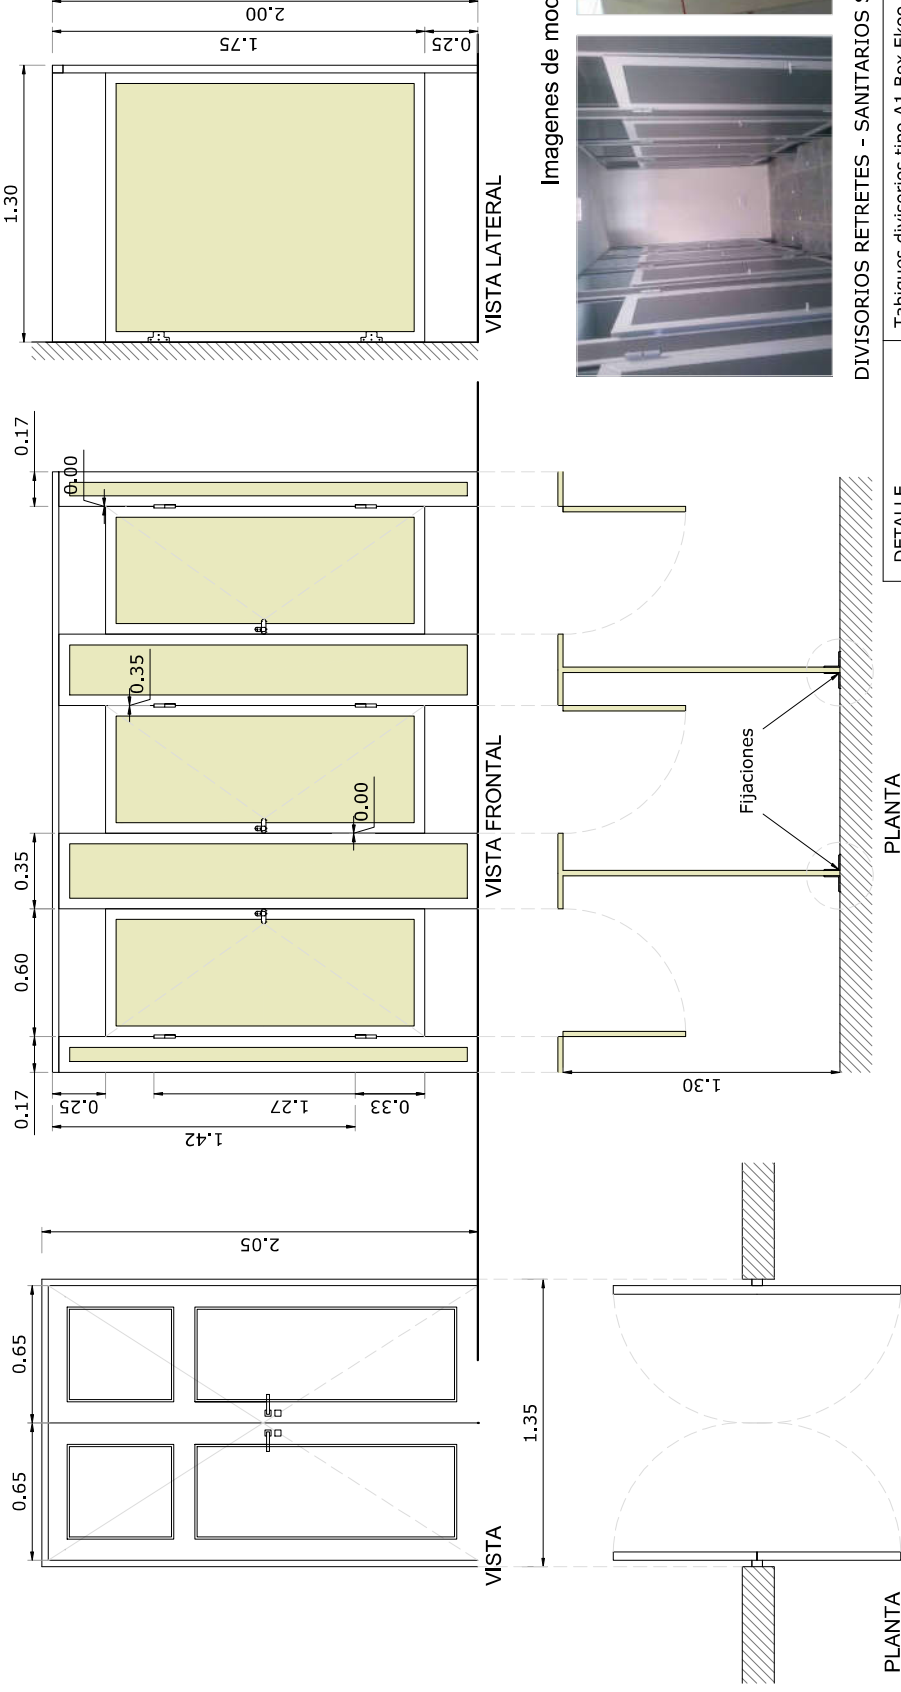 0.65
0.65
2.05
VISTA
1.35
PLANTA
0.17
0.60
0.35
0.17
0.25
1.27
0.33
1.42
0.00
0.35
0.00
VISTA FRONTAL
1.30
Fijaciones
PLANTA
1.30
2.00
1.75
0.25
VISTA LATERAL
Imagenes de mod
DIVISORIOS RETRETES - SANITARIOS S
DETALLE
Tabiques divisorios tipo A1 Box Ekoo